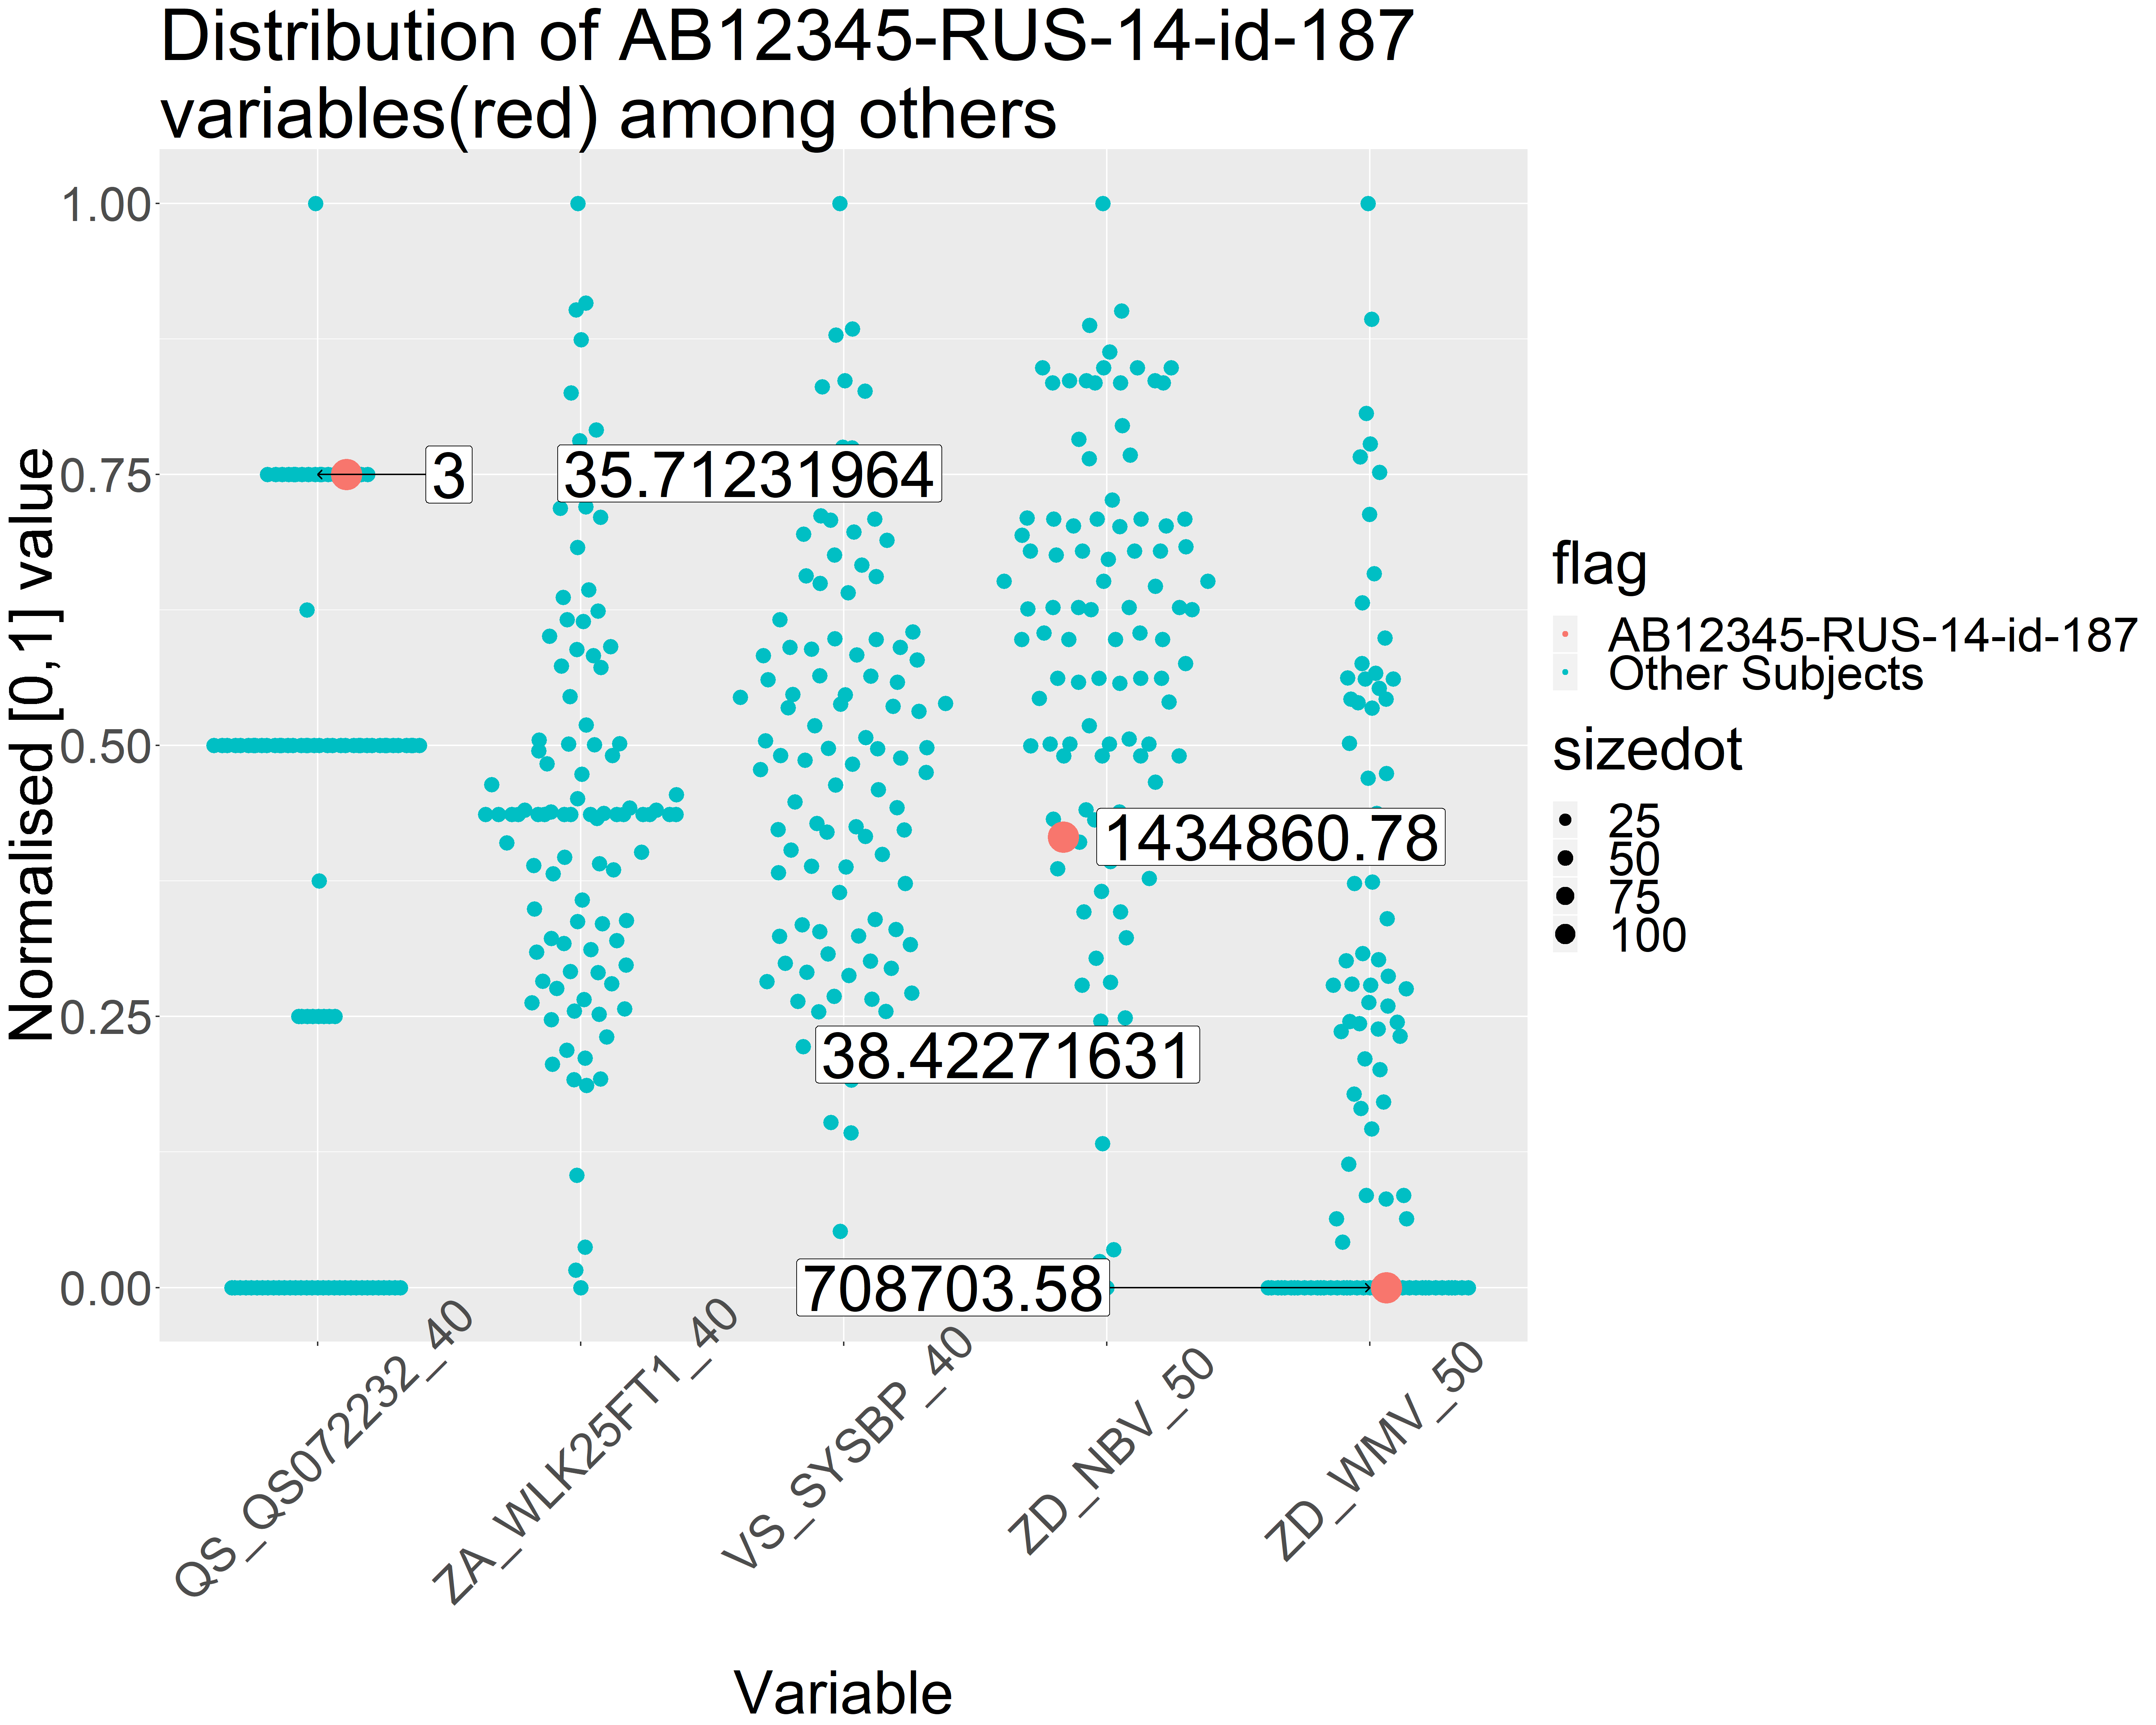 Distribution of AB12345-RUS-14-id-187
variables(red) among others
Normalised [0,1] value
1.00
0.75
0.50
0.25
0.00
3
35.71231964
1434860.78
38.42271631
708703.58
QS_QS072232_40
ZA_WLK25FT1_40
VS_SYSBP_40
ZD_NBV_50
ZD_WMV_50
Variable
flag
AB12345-RUS-14-id-187
Other Subjects
sizedot
25
50
75
100